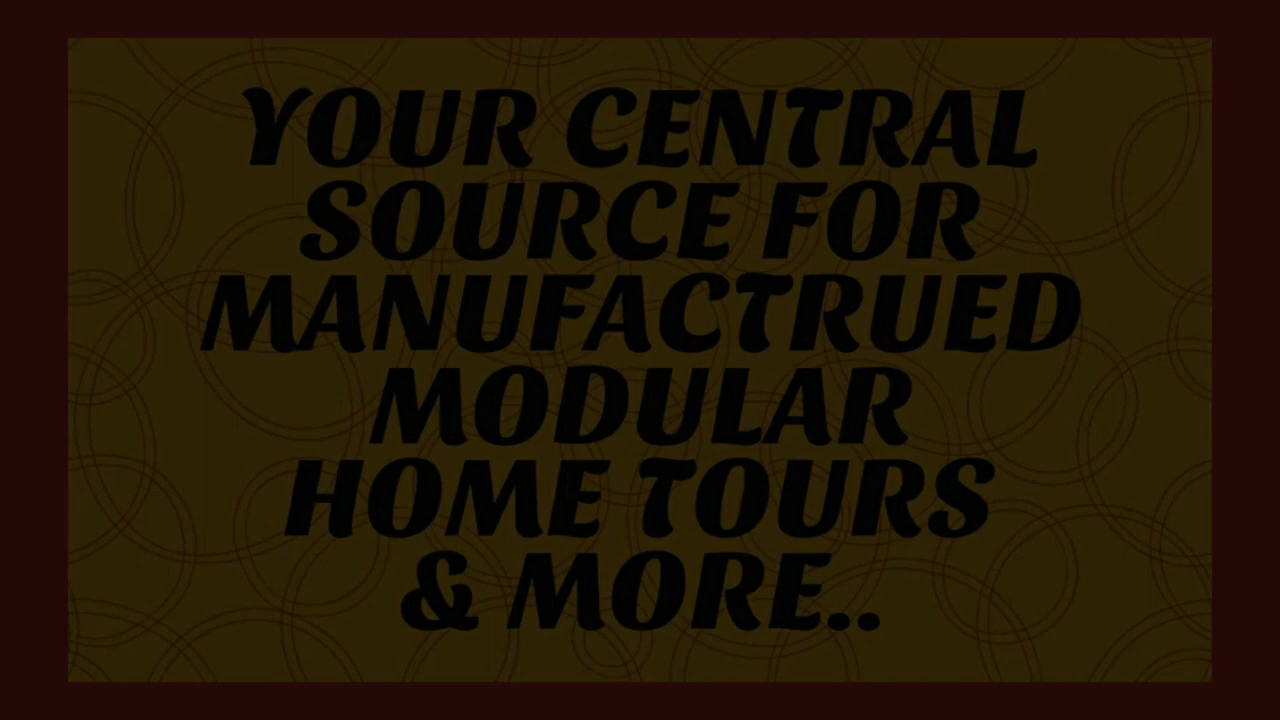 YOUR CENTRAL
SOURCE FOR
MANUFACTRUED
MODULAR
HOME TOURS
& MORE..